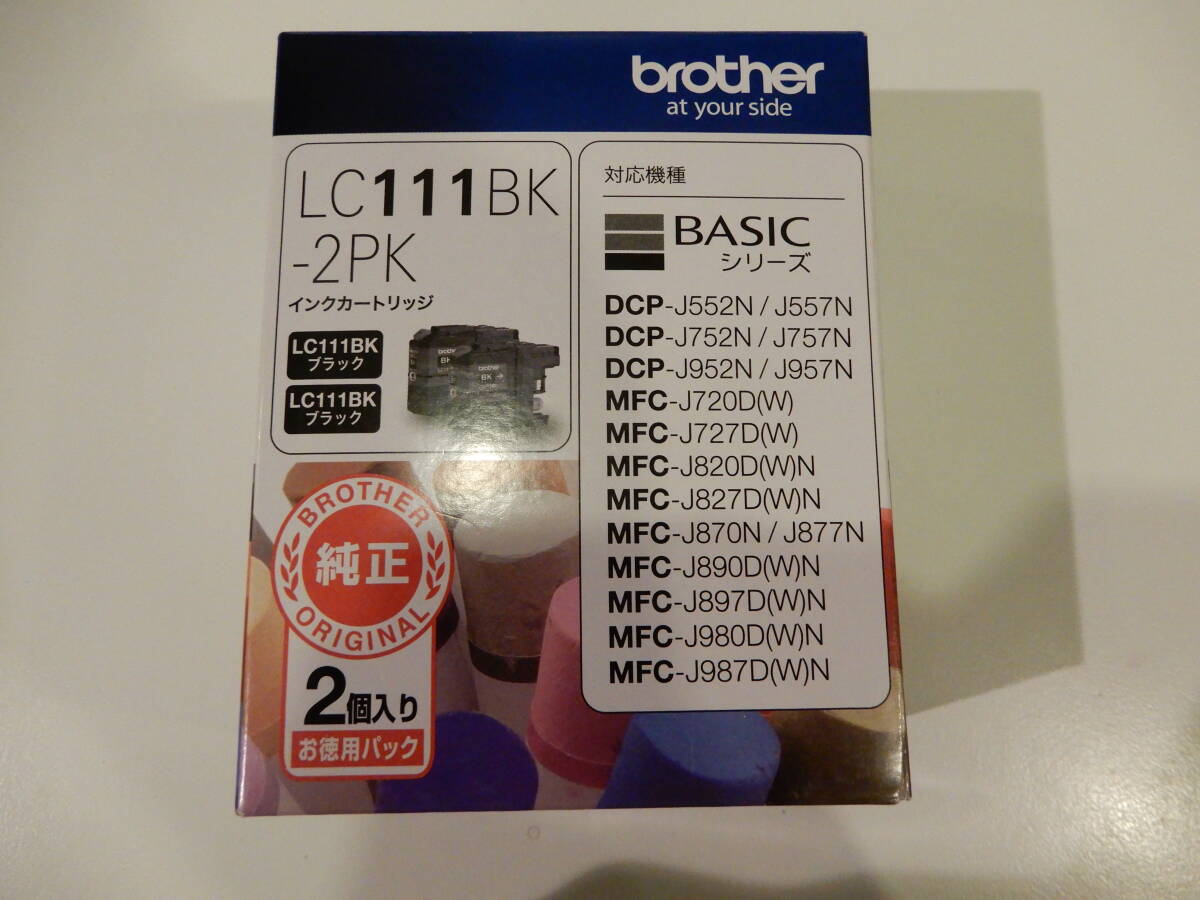 brother
at your side
LC111BK
-2PK
インクカートリッジ
LC111BK
ブラック
LC111BK
ブラック
brother
BK
brother
BK
対応機種
BASIC
シリーズ
DCP-J552N / J557N
DCP-J752N / J757N
DCP-J952N / J957N
MFC-J720D(W)
MFC-J727D(W)
MFC-J820D(W)N
MFC-J827D(W)N
MFC-J870N / J877N
MFC-J890D(W)N
MFC-J897D(W)N
MFC-J980D(W)N
MFC-J987D(W)N
BROTHER
純正
ORIGINAL
2個入り
お徳用パック